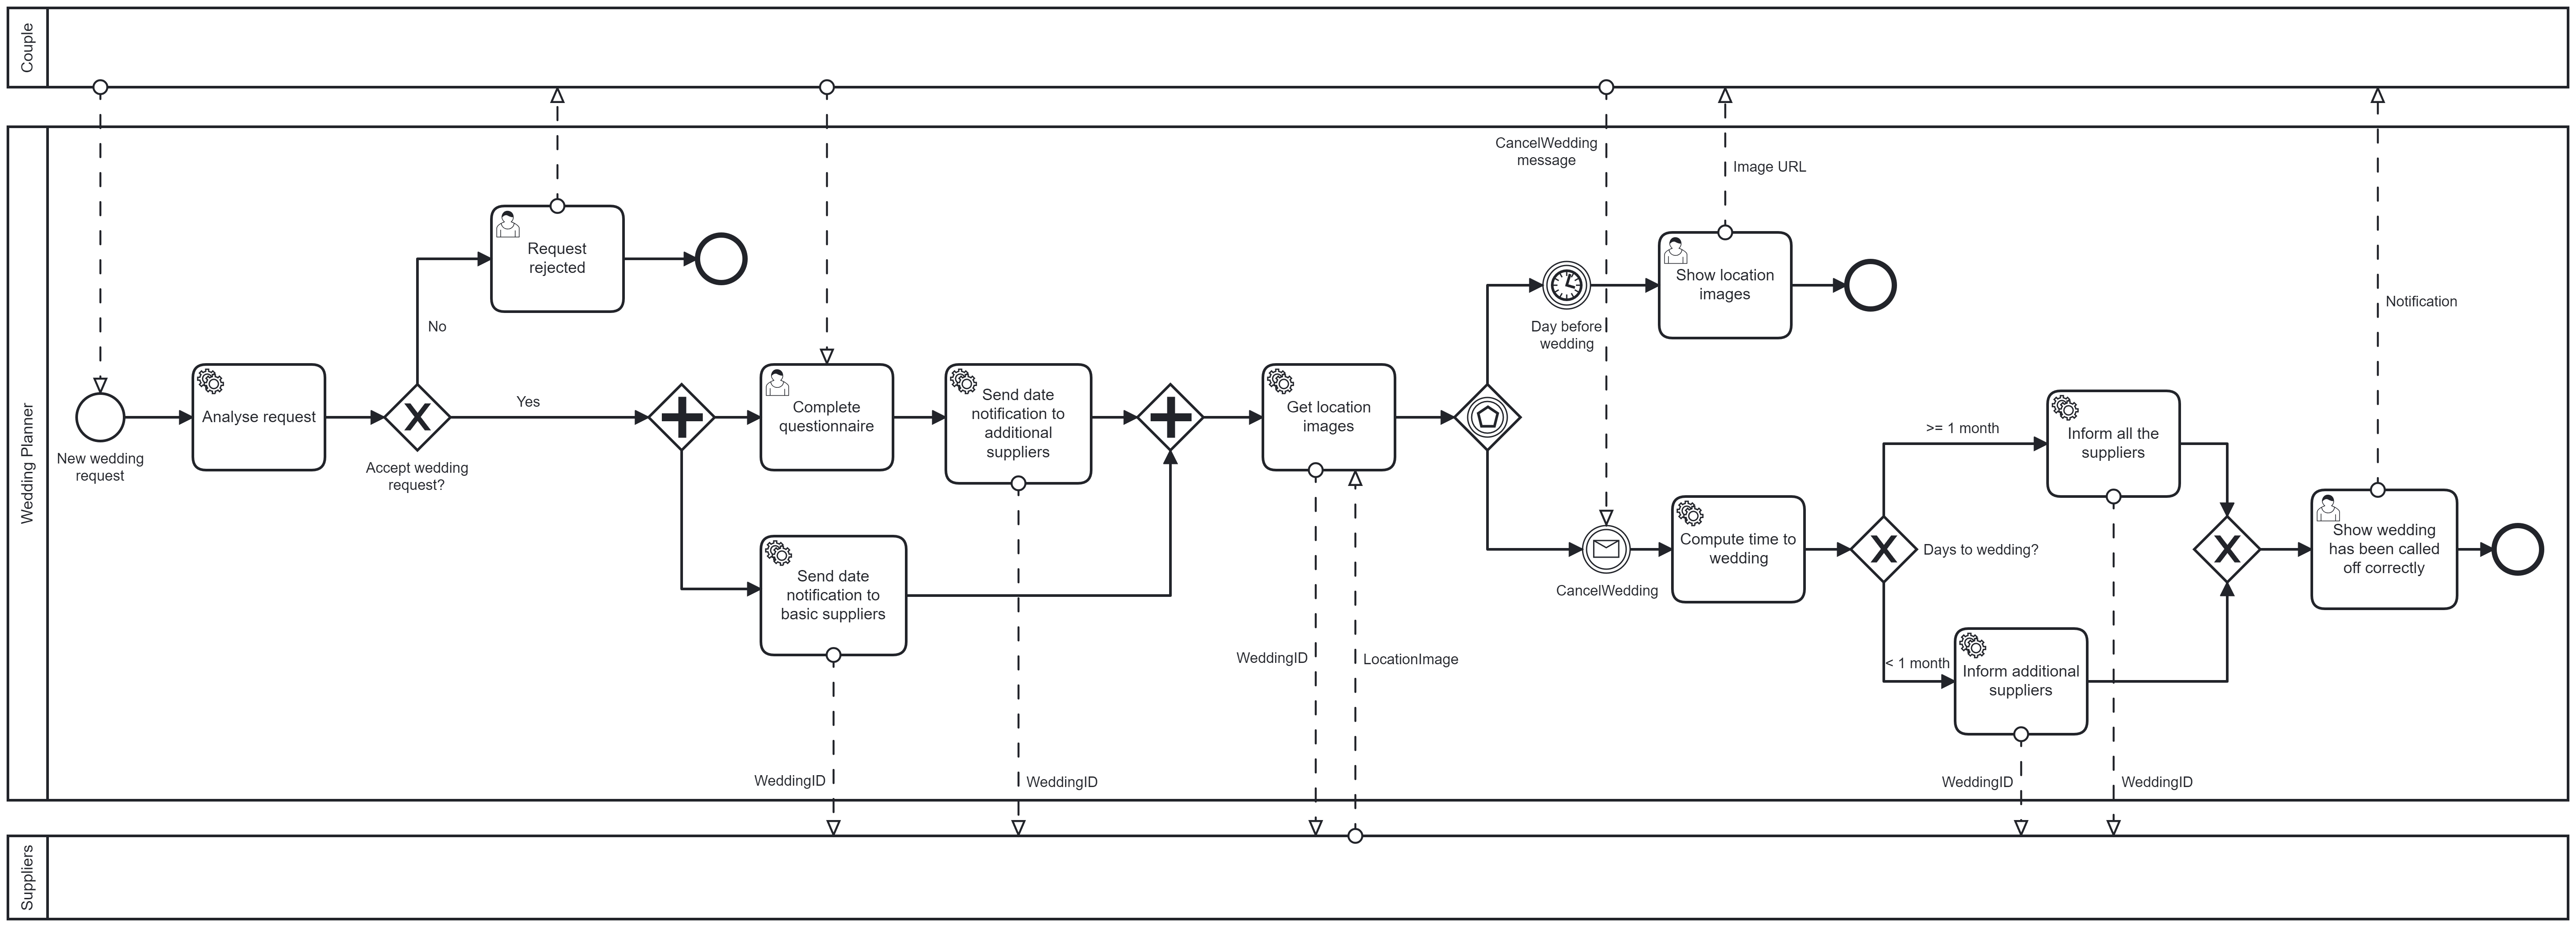 Couple
Wedding Planner
Suppliers
New wedding
request
Analyse request
Accept wedding
request?
No
Yes
Request
rejected
Complete
questionnaire
Send date
notification to
additional
suppliers
Send date
notification to
basic suppliers
WeddingID
WeddingID
Get location
images
WeddingID
LocationImage
CancelWedding
message
Day before
wedding
Show location
images
Image URL
CancelWedding
Compute time to
wedding
Days to wedding?
>= 1 month
< 1 month
Inform all the
suppliers
Inform additional
suppliers
WeddingID
WeddingID
Show wedding
has been called
off correctly
Notification